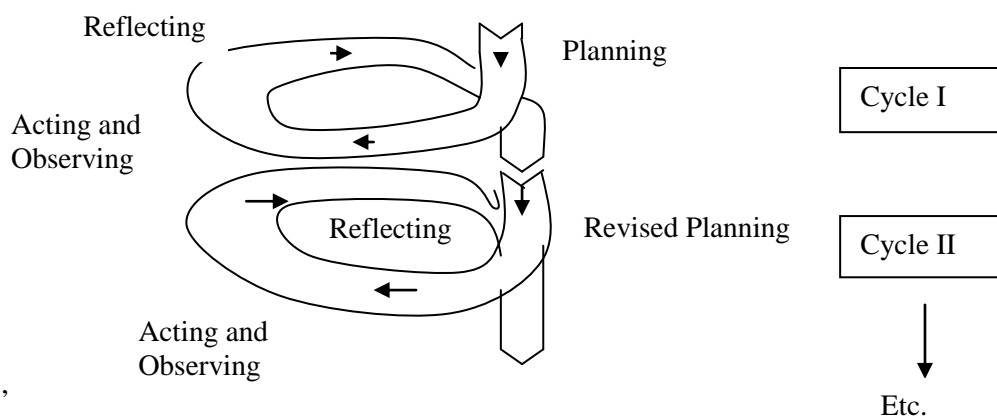 Reflecting
Planning
Cycle I
Acting and
Observing
Reflecting
Revised Planning
Cycle II
Acting and
Observing
,
Etc.